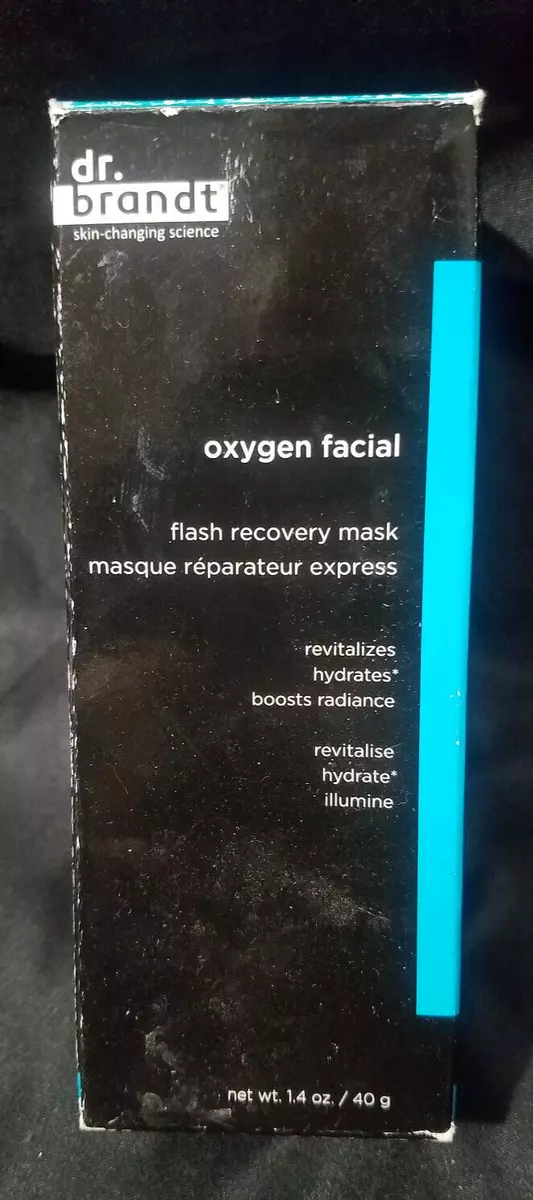 dr.
brandt®
skin-changing science
oxygen facial
flash recovery mask
masque réparateur express
revitalizes
hydrates*
boosts radiance
revitalise
hydrate*
illumine
net wt. 1.4 oz. / 40 g